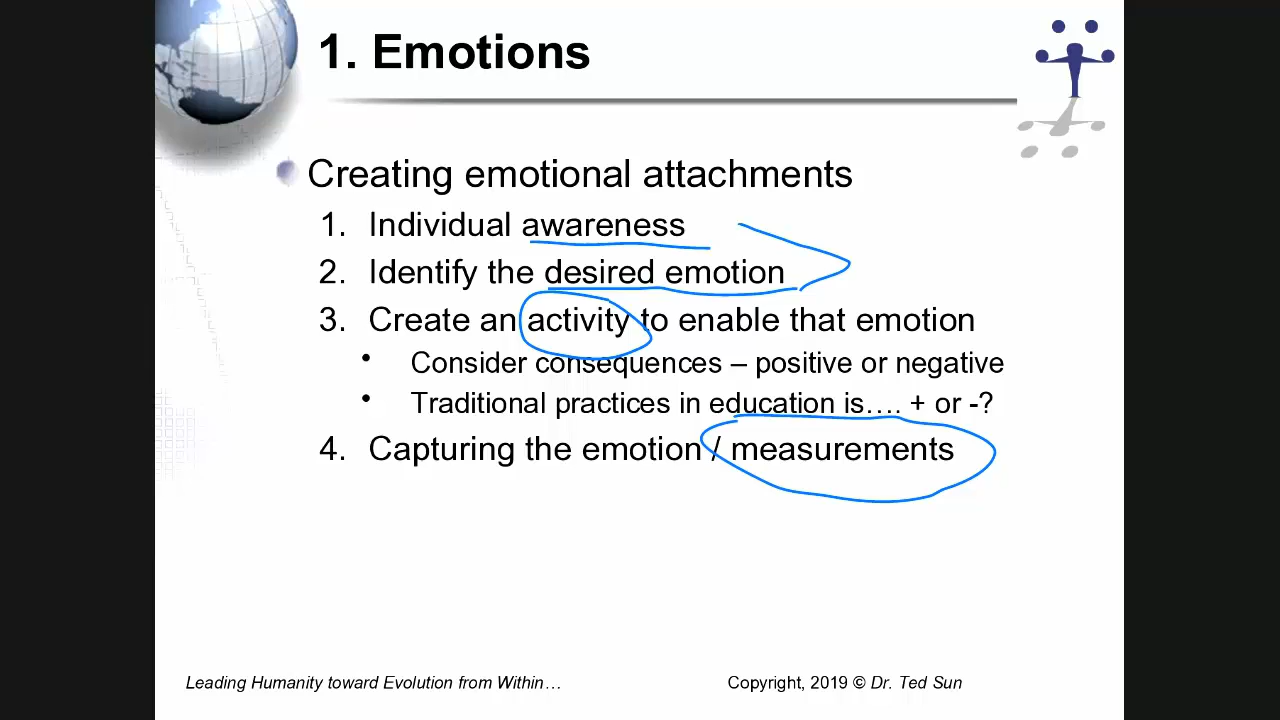 1. Emotions
Creating emotional attachments
1. Individual awareness
2. Identify the desired emotion
3. Create an activity to enable that emotion
• Consider consequences – positive or negative
• Traditional practices in education is…. + or -?
4. Capturing the emotion / measurements
Leading Humanity toward Evolution from Within…
Copyright, 2019 © Dr. Ted Sun